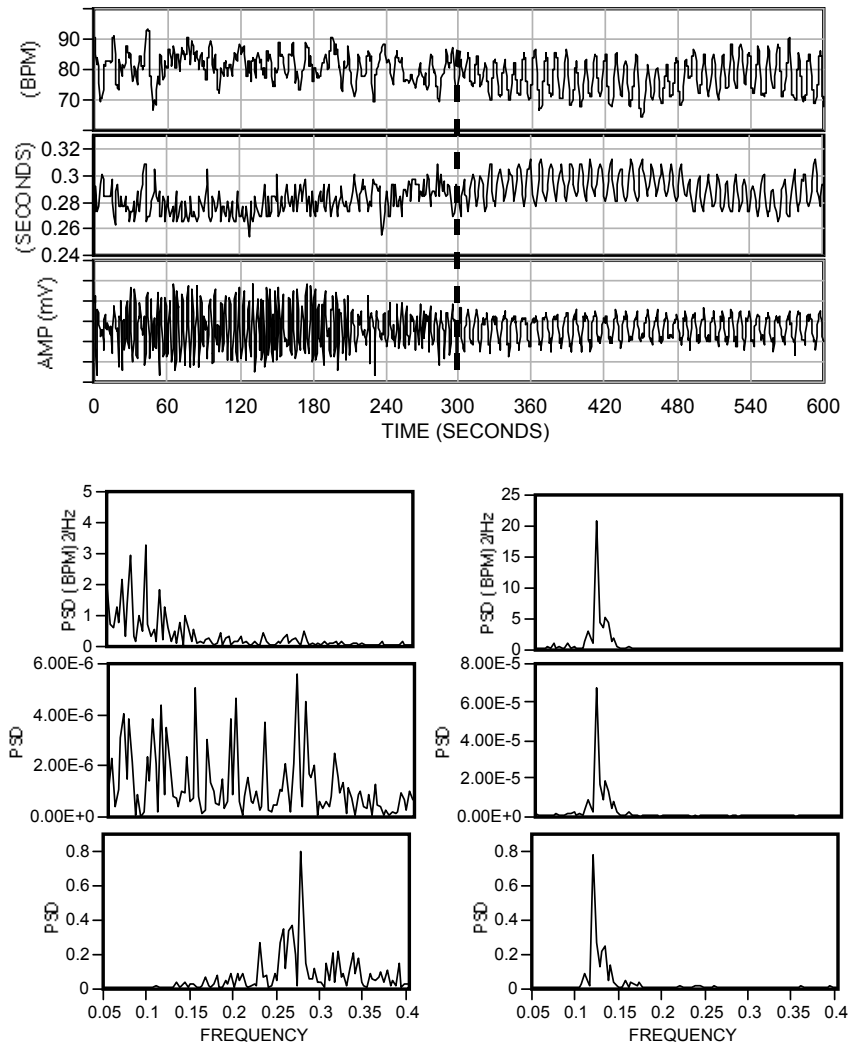 (BPM)
90
80
70
(SECONDS)
0.32
0.3
0.28
0.26
0.24
AMP (mV)
0 60 120 180 240 300 360 420 480 540 600
TIME (SECONDS)
PSD (BPM) 2/Hz
5
4
3
2
1
0
PSD (BPM) 2/Hz
25
20
15
10
5
0
PSD
6.00E-6
4.00E-6
2.00E-6
0.00E+0
PSD
8.00E-5
6.00E-5
4.00E-5
2.00E-5
0.00E+0
PSD
0.8
0.6
0.4
0.2
0
0.05 0.1 0.15 0.2 0.25 0.3 0.35 0.4
FREQUENCY
PSD
0.8
0.6
0.4
0.2
0
0.05 0.1 0.15 0.2 0.25 0.3 0.35 0.4
FREQUENCY